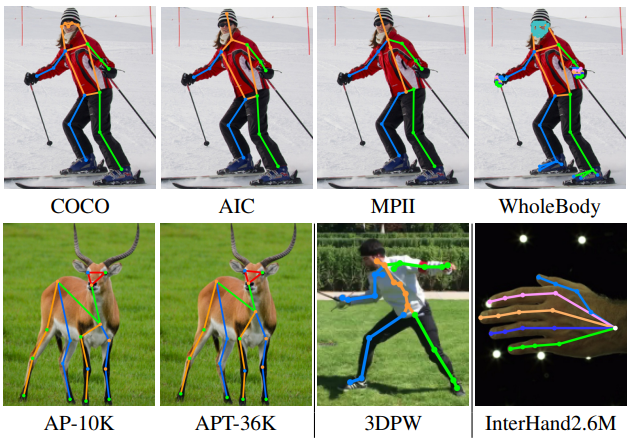 COCO
AIC
MPII
WholeBody
AP-10K
APT-36K
3DPW
InterHand2.6M